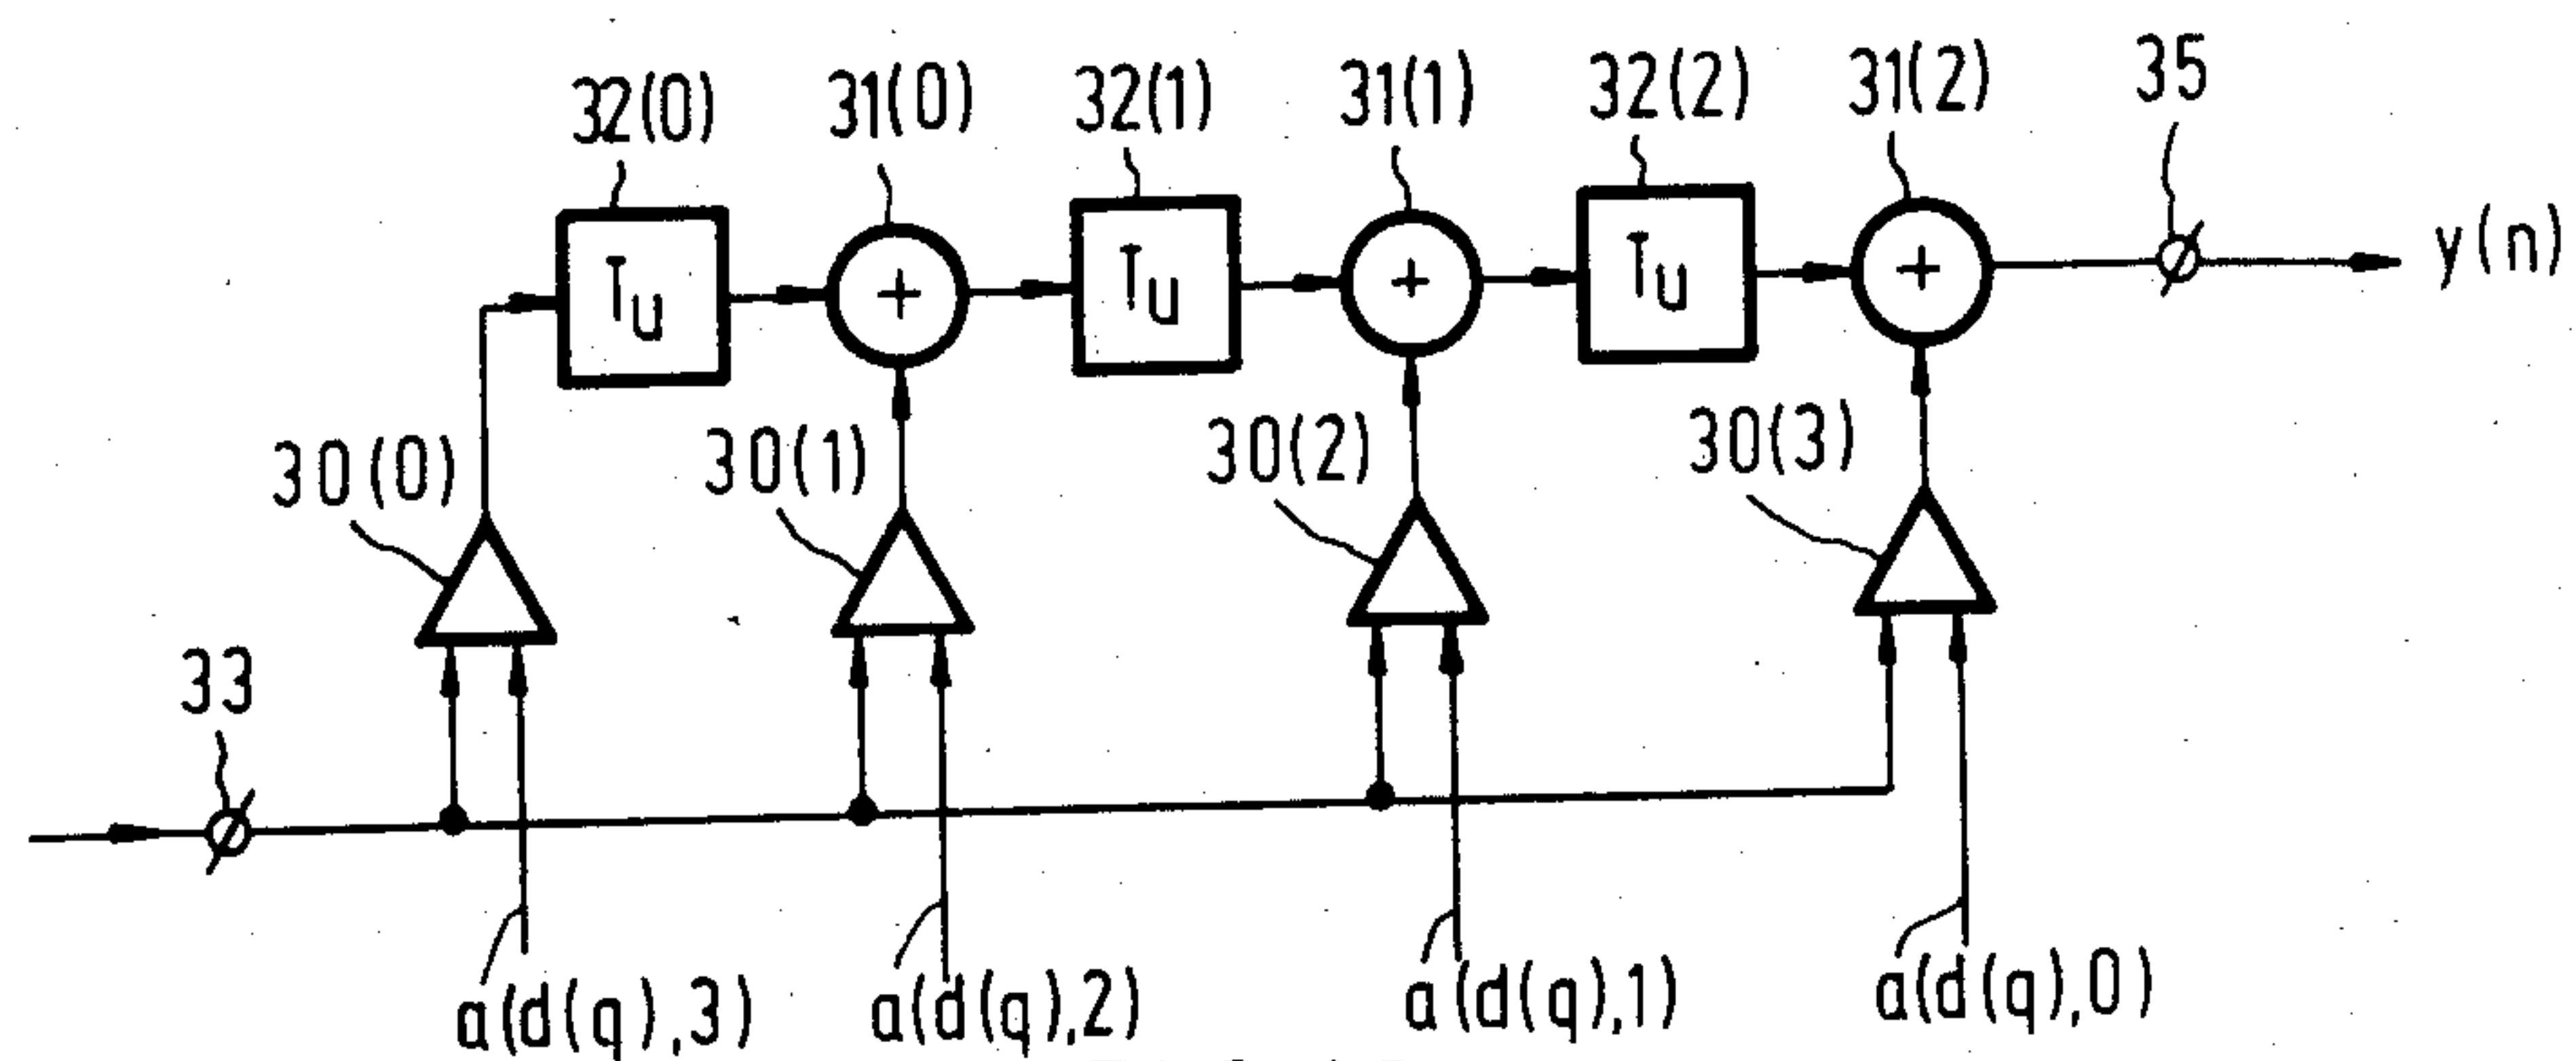 32(0) 31(0) 32(1) 31(1) 32(2) 31(2) 35
Tu + Tu + Tu + y(n)
30(0) 30(1) 30(2) 30(3)
33
a(d(q),3) a(d(q),2) a(d(q),1) a(d(q),0)